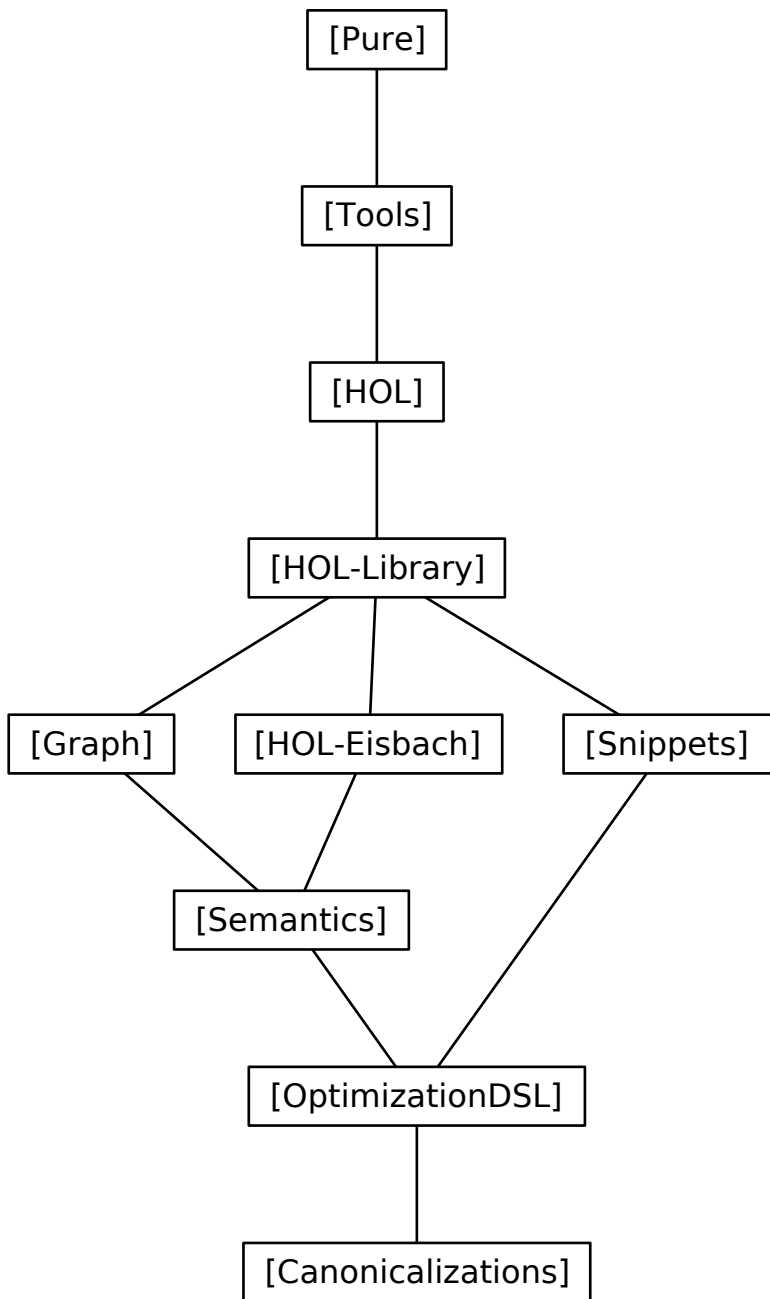 [Pure]
[Tools]
[HOL]
[HOL-Library]
[Graph]
[HOL-Eisbach]
[Snippets]
[Semantics]
[OptimizationDSL]
[Canonicalizations]